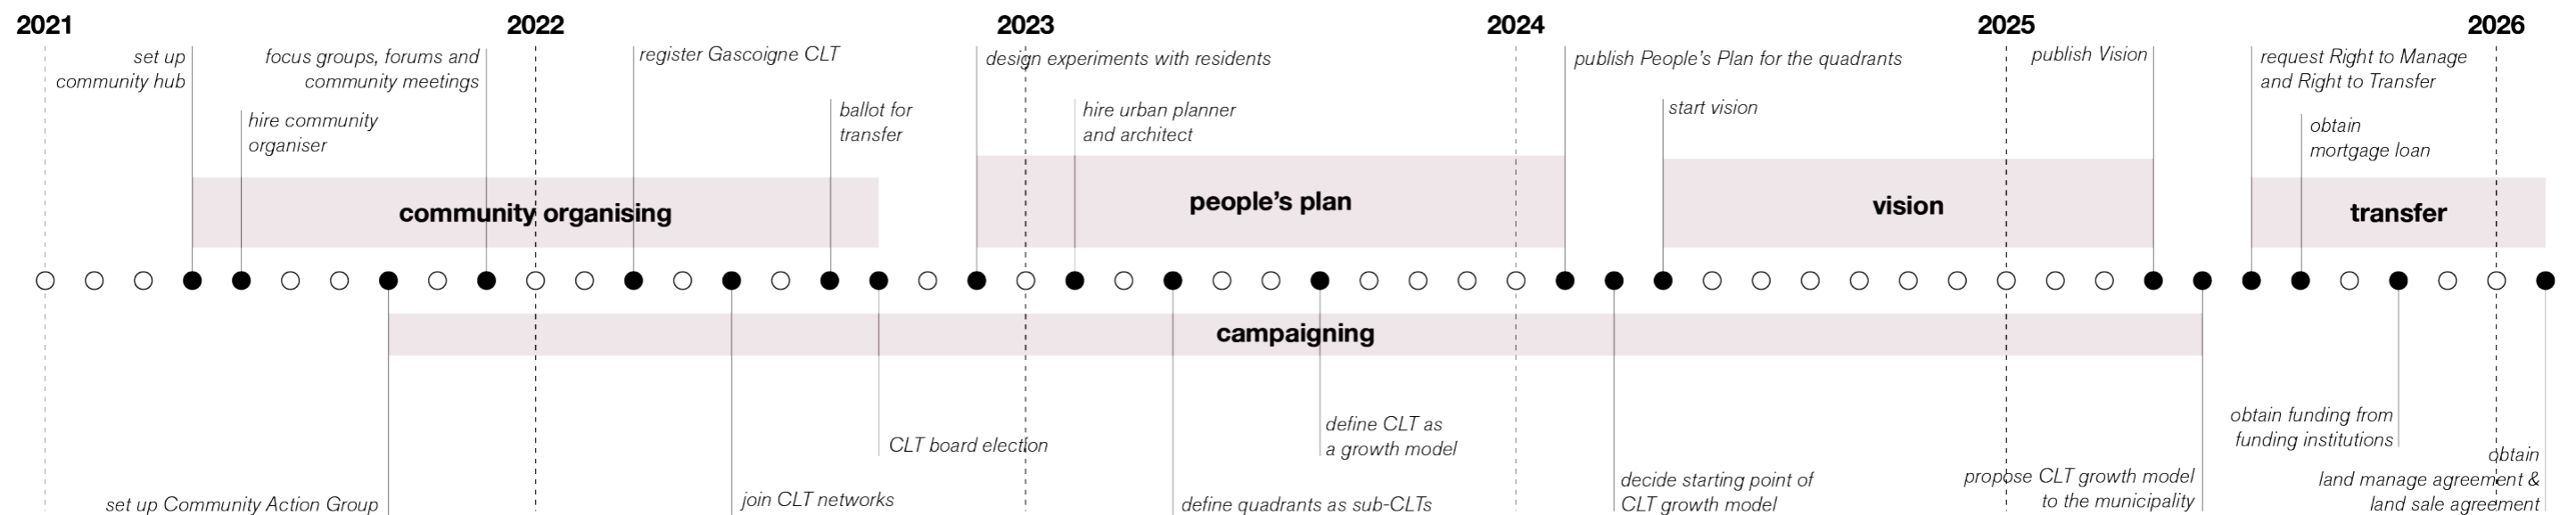 2021
2022
2023
2024
2025
2026
set up
community hub
hire community
organiser
focus groups, forums and
community meetings
register Gascoigne CLT
ballot for
transfer
design experiments with residents
hire urban planner
and architect
publish People's Plan for the quadrants
start vision
publish Vision
request Right to Manage
and Right to Transfer
obtain
mortgage loan
community organising
people's plan
vision
transfer
campaigning
set up Community Action Group
join CLT networks
CLT board election
define quadrants as sub-CLTs
define CLT as
a growth model
decide starting point of
CLT growth model
propose CLT growth model
to the municipality
obtain funding from
funding institutions
obtain
land manage agreement &
land sale agreement